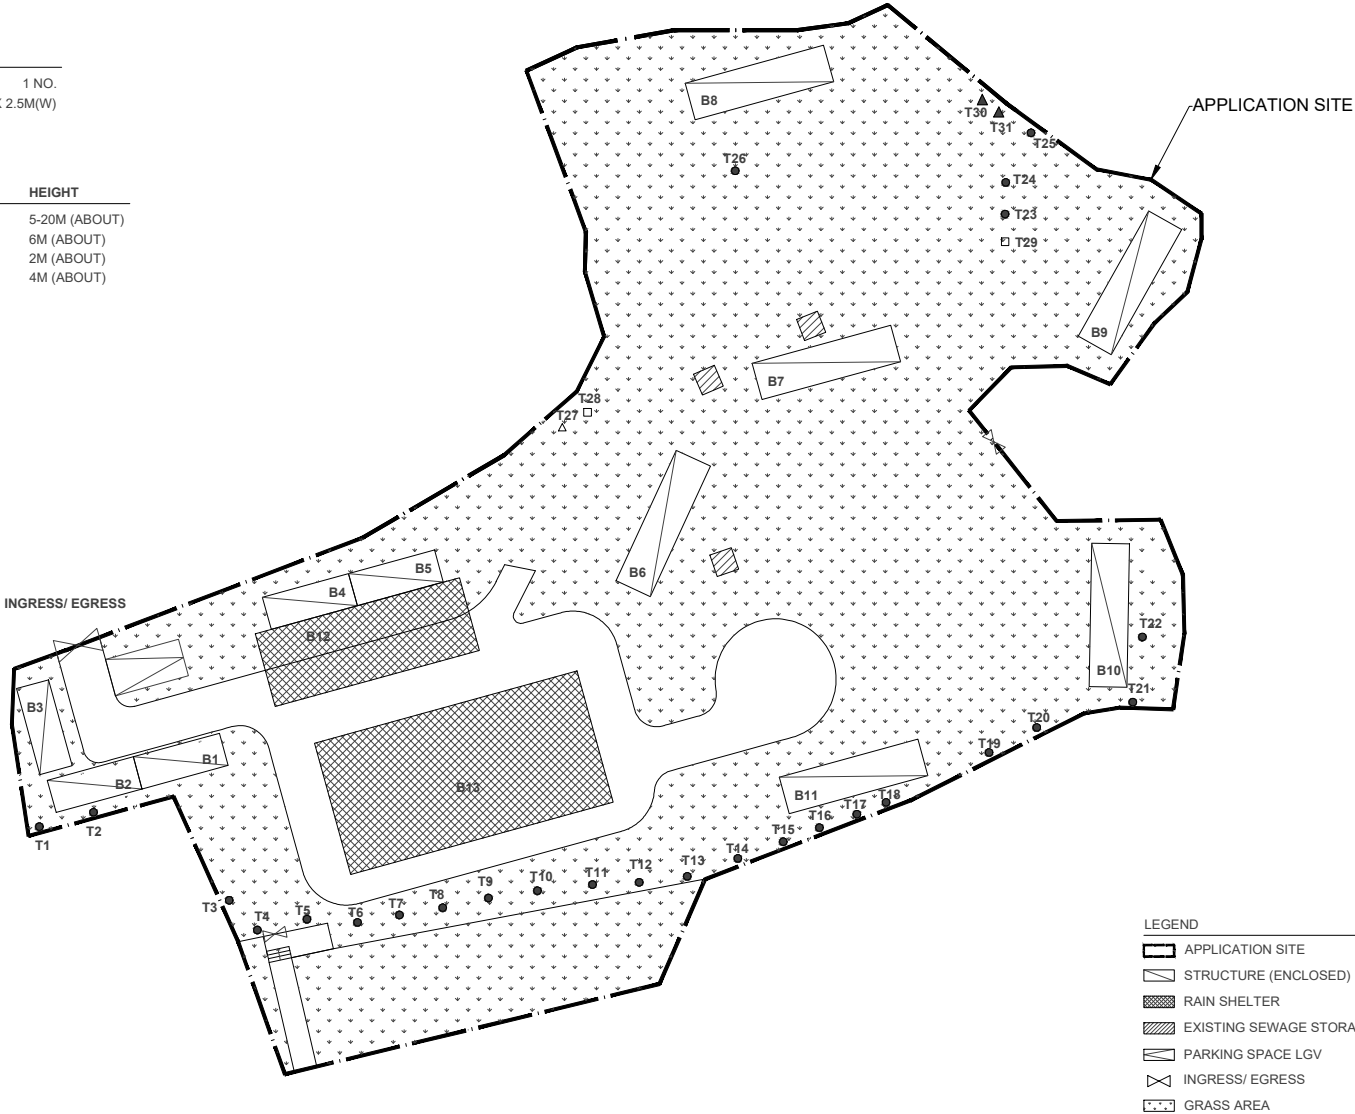 1 NO.
X 2.5M(W)
HEIGHT
5-20M (ABOUT)
6M (ABOUT)
2M (ABOUT)
4M (ABOUT)
APPLICATION SITE
B8
T30
T31
T25
T26
T24
T23
T29
B9
B7
T28
T27
B6
B5
B4
INGRESS/ EGRESS
B12
T22
B10
T21
B3
T20
T19
B1
B2
B13
B11
T18
T17
T16
T1
T2
T15
T14
T13
T12
T11
T10
T9
T8
T7
T6
T5
T4
T3
LEGEND
APPLICATION SITE
STRUCTURE (ENCLOSED)
RAIN SHELTER
EXISTING SEWAGE STORA
PARKING SPACE LGV
INGRESS/ EGRESS
GRASS AREA